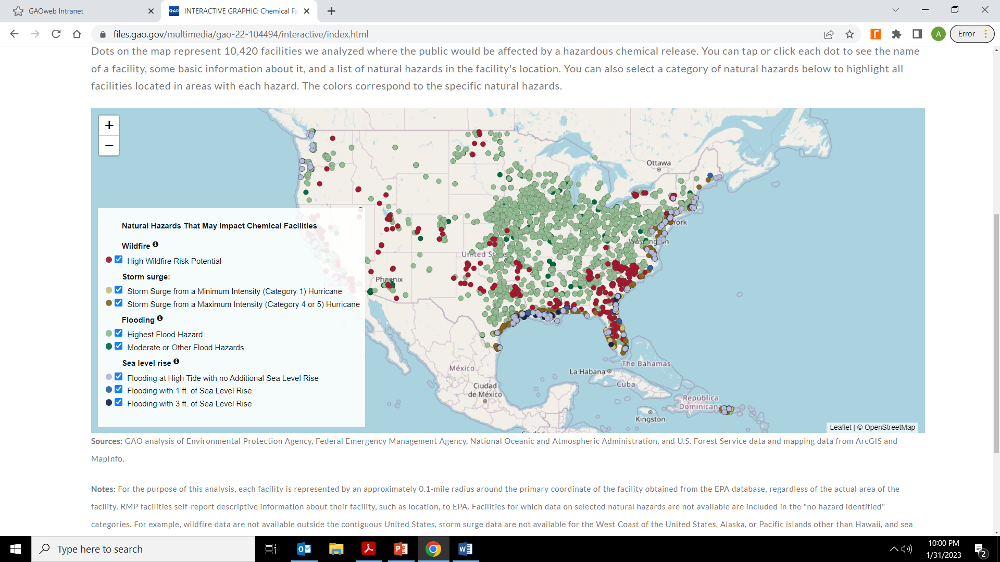 GAOweb Intranet
GAO
INTERACTIVE GRAPHIC: Chemical Fa
files.gao.gov/multimedia/gao-22-104494/interactive/index.html
A
Error
Dots on the map represent 10,420 facilities we analyzed where the public would be affected by a hazardous chemical release. You can tap or click each dot to see the name
of a facility, some basic information about it, and a list of natural hazards in the facility's location. You can also select a category of natural hazards below to highlight all
facilities located in areas with each hazard. The colors correspond to the specific natural hazards.
+
−
Ottawa
York
United St
Phoenix
Natural Hazards That May Impact Chemical Facilities
Wildfire
High Wildfire Risk Potential
Storm surge:
Storm Surge from a Minimum Intensity (Category 1) Hurricane
Storm Surge from a Maximum Intensity (Category 4 or 5) Hurricane
Flooding
Highest Flood Hazard
Moderate or Other Flood Hazards
Sea level rise
Flooding at High Tide with no Additional Sea Level Rise
Flooding with 1 ft. of Sea Level Rise
Flooding with 3 ft. of Sea Level Rise
The Bahamas
México
La Habana
Cuba
Ciudad
de México
República
Dominicana
Kingston
Leaflet | © OpenStreetMap
Sources: GAO analysis of Environmental Protection Agency, Federal Emergency Management Agency, National Oceanic and Atmospheric Administration, and U.S. Forest Service data and mapping data from ArcGIS and
MapInfo.
Notes: For the purpose of this analysis, each facility is represented by an approximately 0.1-mile radius around the primary coordinate of the facility obtained from the EPA database, regardless of the actual area of the
facility. RMP facilities self-report descriptive information about their facility, such as location, to EPA. Facilities for which data on selected natural hazards are not available are included in the "no hazard identified"
categories. For example, wildfire data are not available outside the contiguous United States, storm surge data are not available for the West Coast of the United States, Alaska, or Pacific islands other than Hawaii, and sea
Type here to search
10:00 PM
1/31/2023
2